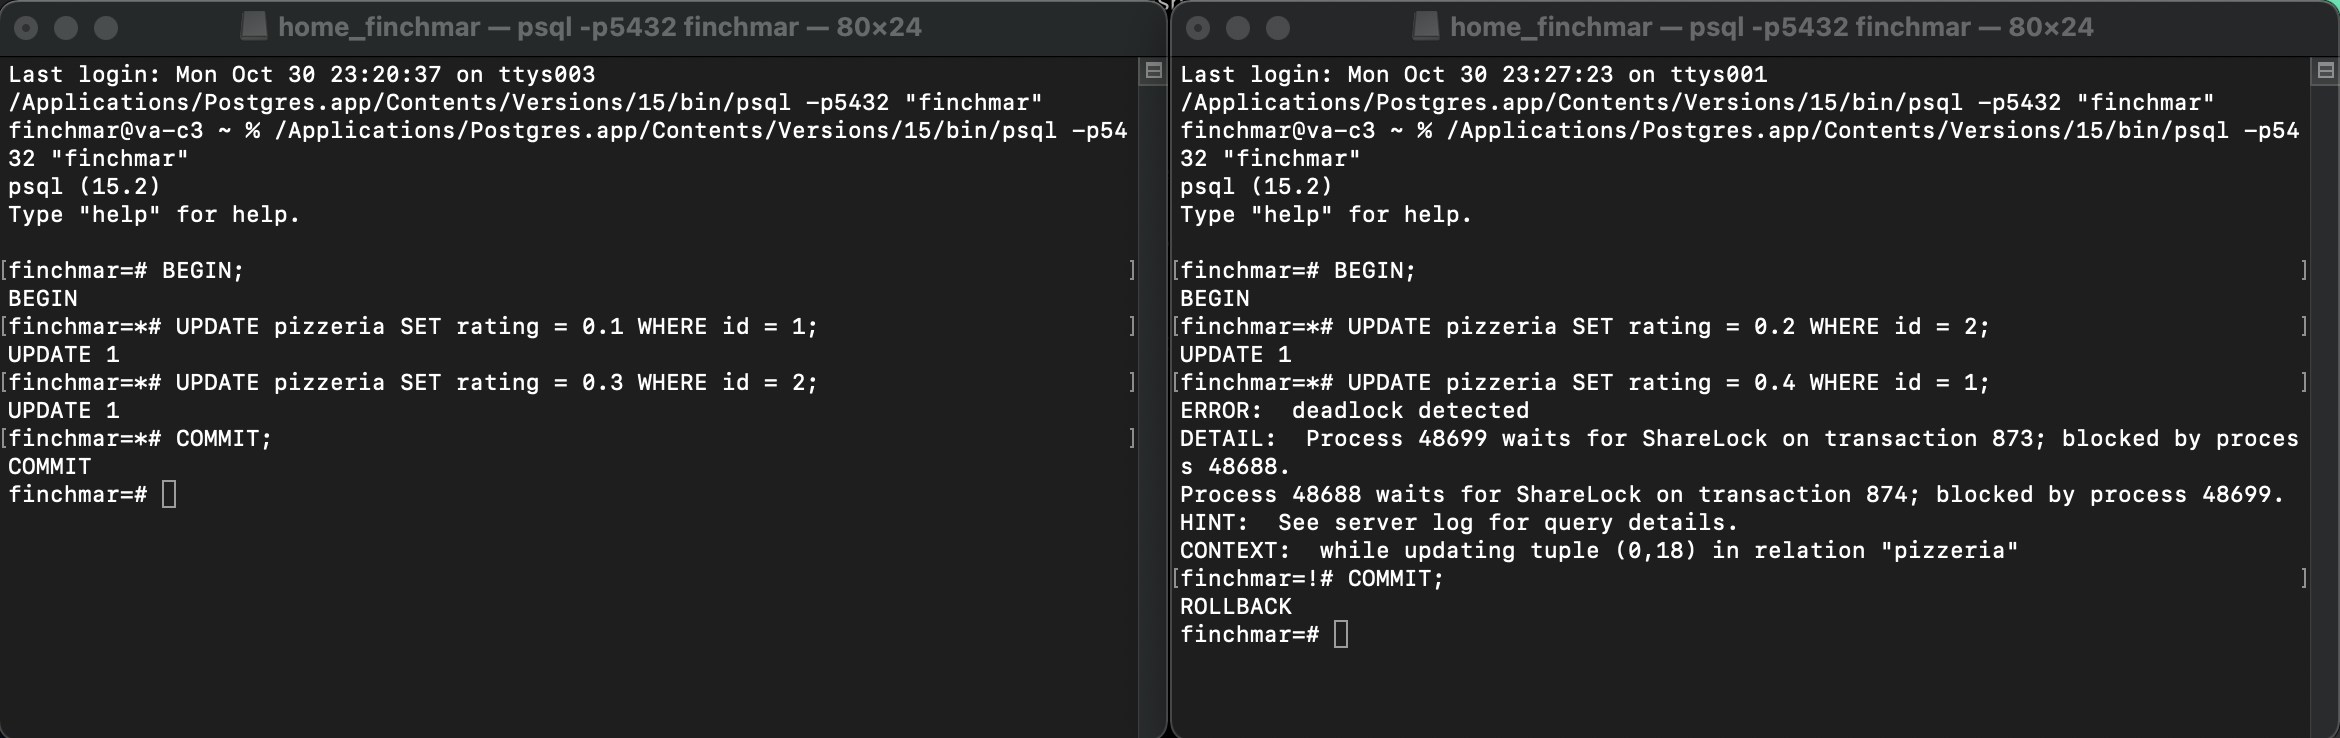 home_finchmar — psql -p5432 finchmar — 80×24
Last login: Mon Oct 30 23:20:37 on ttys003
/Applications/Postgres.app/Contents/Versions/15/bin/psql -p5432 "finchmar"
finchmar@va-c3 ~ % /Applications/Postgres.app/Contents/Versions/15/bin/psql -p54
32 "finchmar"
psql (15.2)
Type "help" for help.
[finchmar=# BEGIN; ]
BEGIN
[finchmar=*# UPDATE pizzeria SET rating = 0.1 WHERE id = 1; ]
UPDATE 1
[finchmar=*# UPDATE pizzeria SET rating = 0.3 WHERE id = 2; ]
UPDATE 1
[finchmar=*# COMMIT; ]
COMMIT
finchmar=#
home_finchmar — psql -p5432 finchmar — 80×24
Last login: Mon Oct 30 23:27:23 on ttys001
/Applications/Postgres.app/Contents/Versions/15/bin/psql -p5432 "finchmar"
finchmar@va-c3 ~ % /Applications/Postgres.app/Contents/Versions/15/bin/psql -p54
32 "finchmar"
psql (15.2)
Type "help" for help.
[finchmar=# BEGIN; ]
BEGIN
[finchmar=*# UPDATE pizzeria SET rating = 0.2 WHERE id = 2; ]
UPDATE 1
[finchmar=*# UPDATE pizzeria SET rating = 0.4 WHERE id = 1; ]
ERROR:  deadlock detected
DETAIL:  Process 48699 waits for ShareLock on transaction 873; blocked by proces
s 48688.
Process 48688 waits for ShareLock on transaction 874; blocked by process 48699.
HINT:  See server log for query details.
CONTEXT:  while updating tuple (0,18) in relation "pizzeria"
[finchmar=!# COMMIT; ]
ROLLBACK
finchmar=#